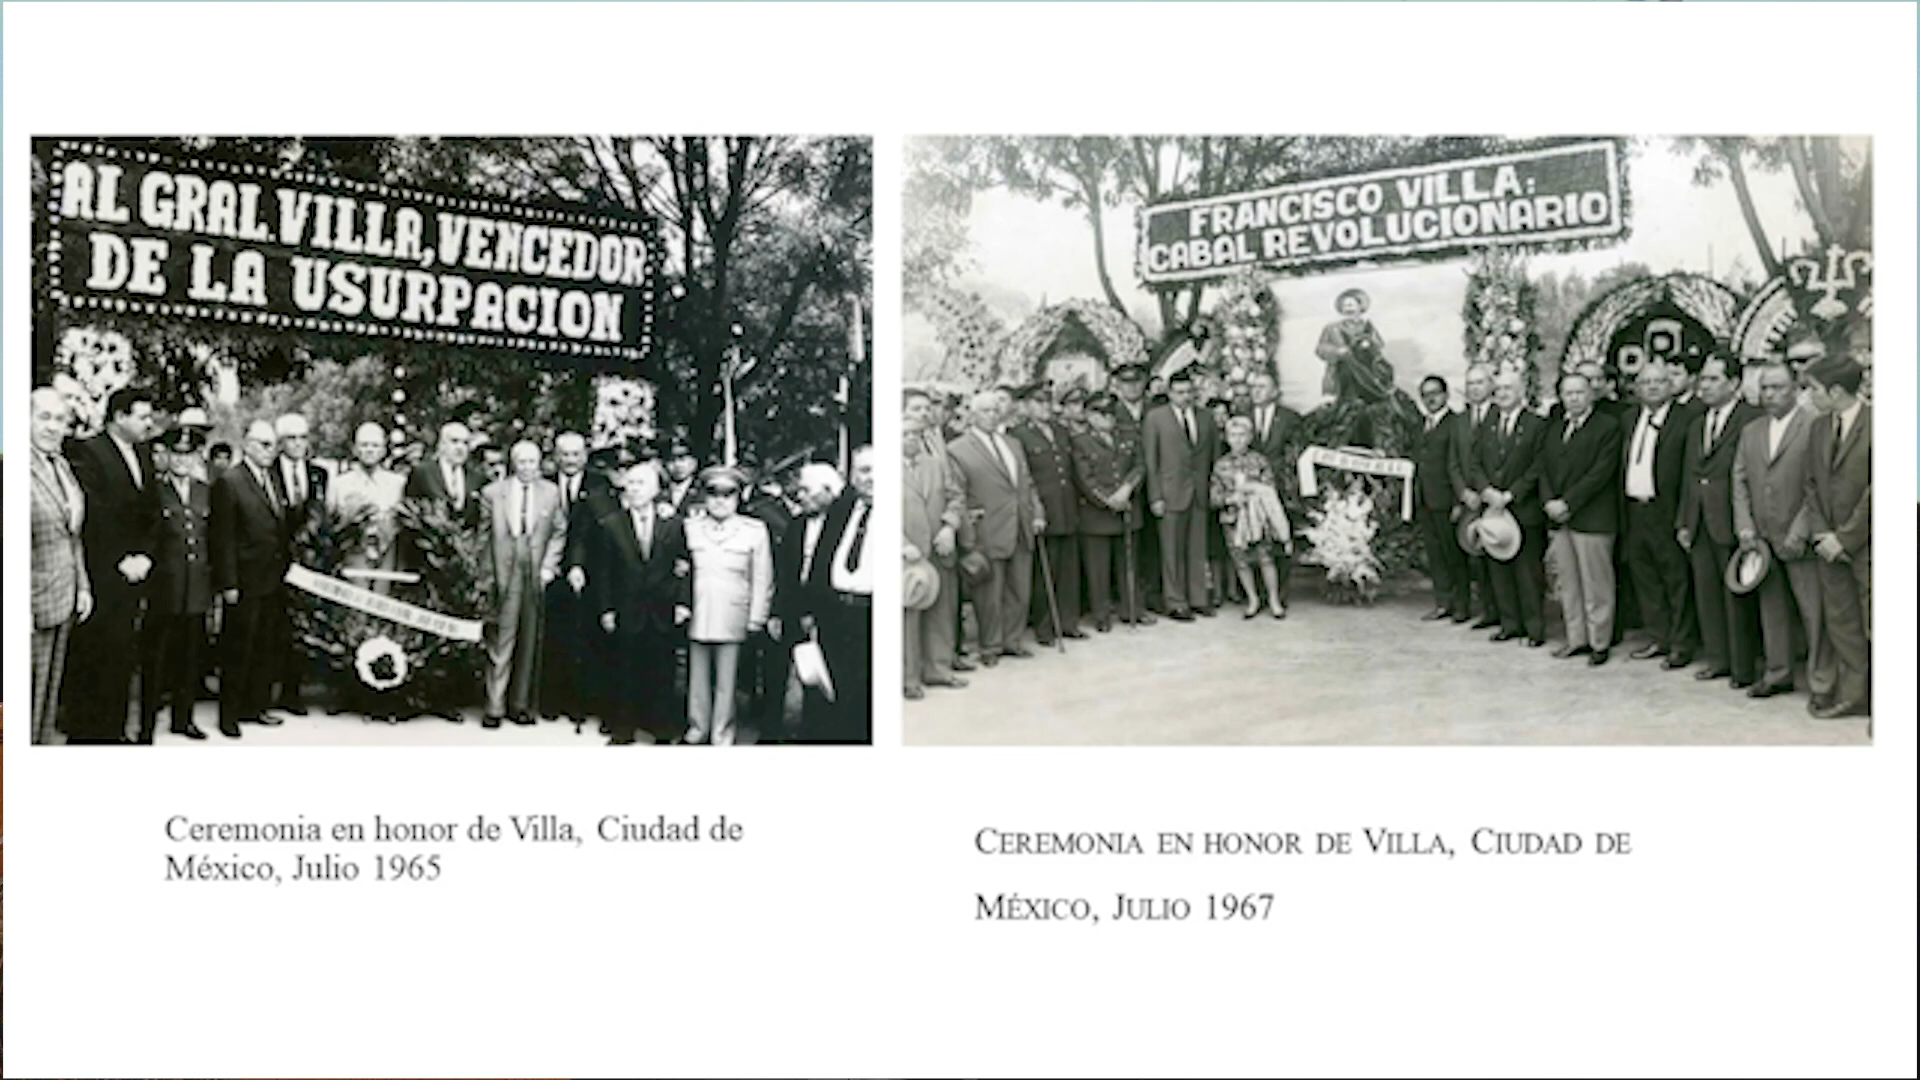 AL GRAL. VILLA, VENCEDOR
DE LA USURPACION
FRANCISCO VILLA:
CABAL REVOLUCIONARIO
Ceremonia en honor de Villa, Ciudad de
México, Julio 1965
CEREMONIA EN HONOR DE VILLA, CIUDAD DE
MÉXICO, JULIO 1967